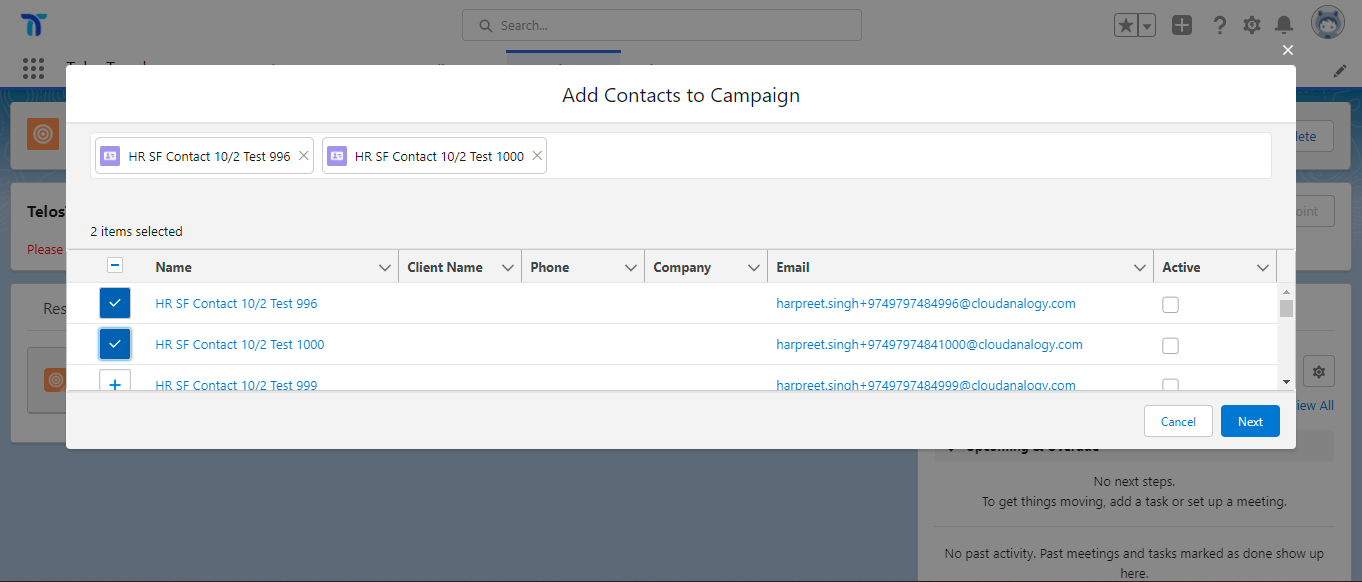 Search...
Add Contacts to Campaign
HR SF Contact 10/2 Test 996 HR SF Contact 10/2 Test 1000
Telos
2 items selected
Please
Name Client Name Phone Company Email Active
HR SF Contact 10/2 Test 996 harpreet.singh+9749797484996@cloudanalogy.com
Res
HR SF Contact 10/2 Test 1000 harpreet.singh+97497974841000@cloudanalogy.com
HR SF Contact 10/2 Test 999 harpreet.singh+9749797484999@cloudanalogy.com
Cancel Next
View All
Upcoming & Overdue
No next steps.
To get things moving, add a task or set up a meeting.
No past activity. Past meetings and tasks marked as done show up
here.